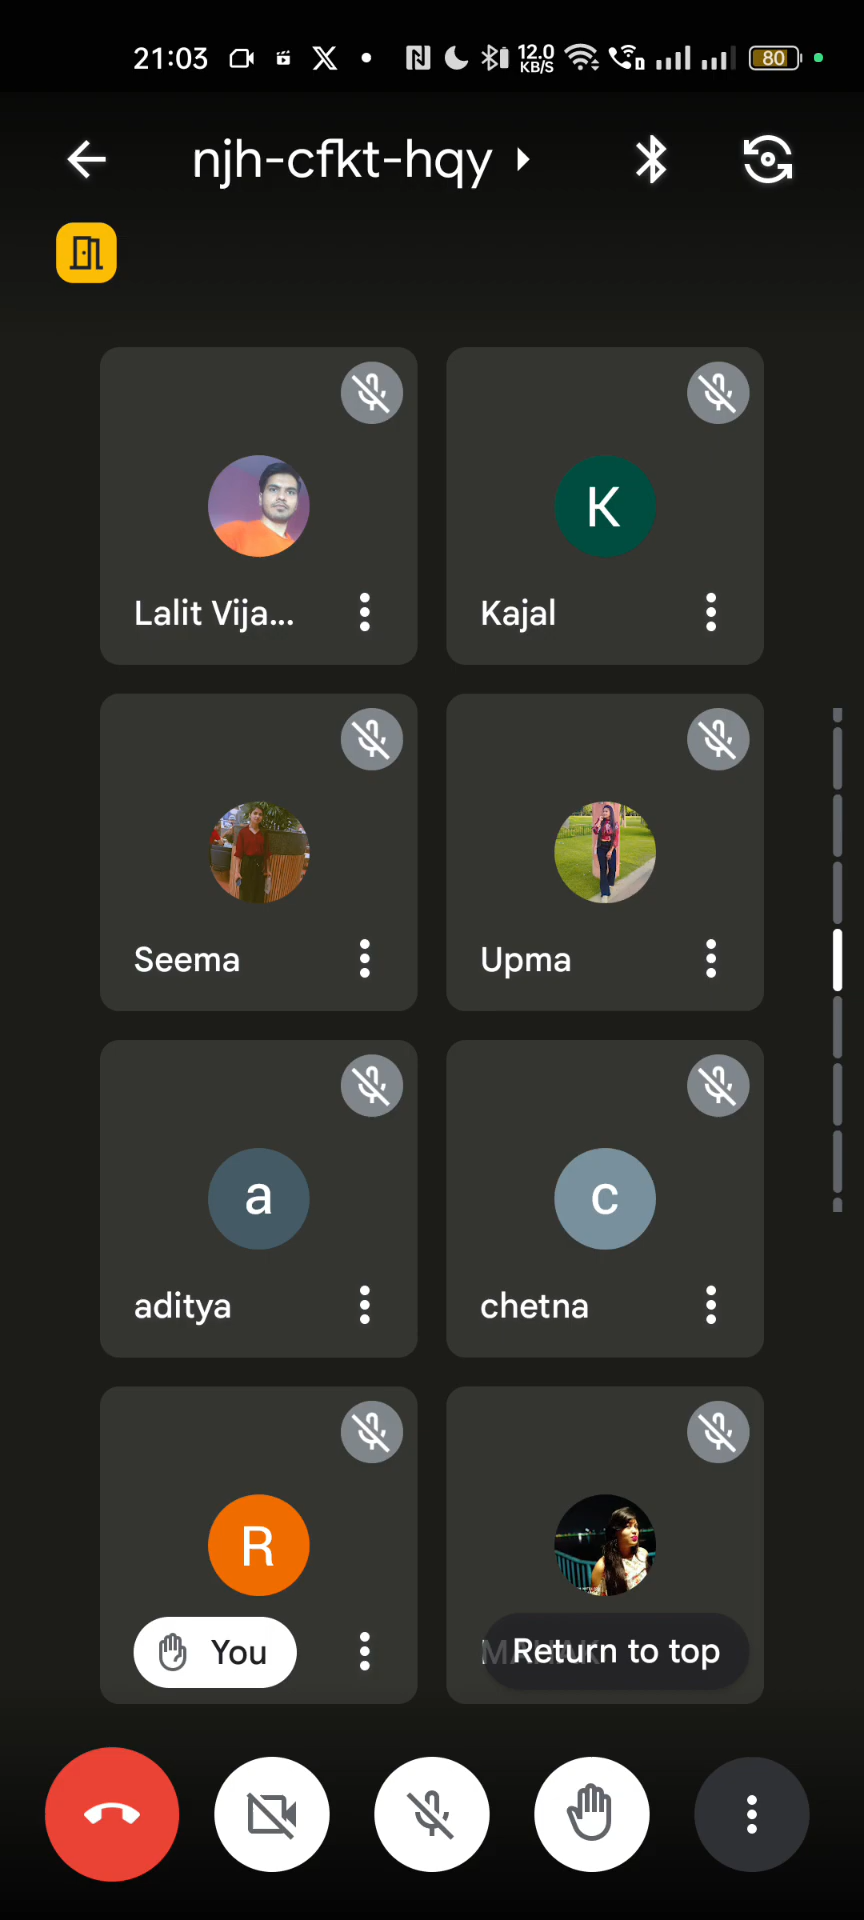 21:03 12.0 KB/S 80
njh-cfkt-hqy
Lalit Vija...
K
Kajal
Seema
Upma
a
aditya
c
chetna
R
You
Return to top